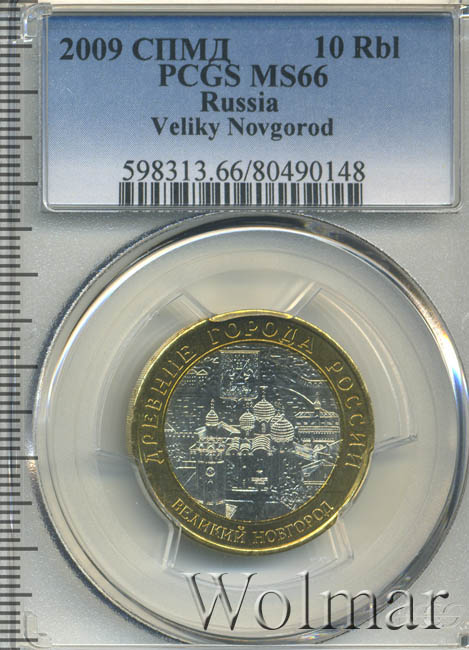 2009 СПМД 10 Rbl
PCGS MS66
Russia
Veliky Novgorod
598313.66/80490148
ДРЕВНИЕ ГОРОДА РОССИИ
ВЕЛИКИЙ НОВГОРОД
Wolmar